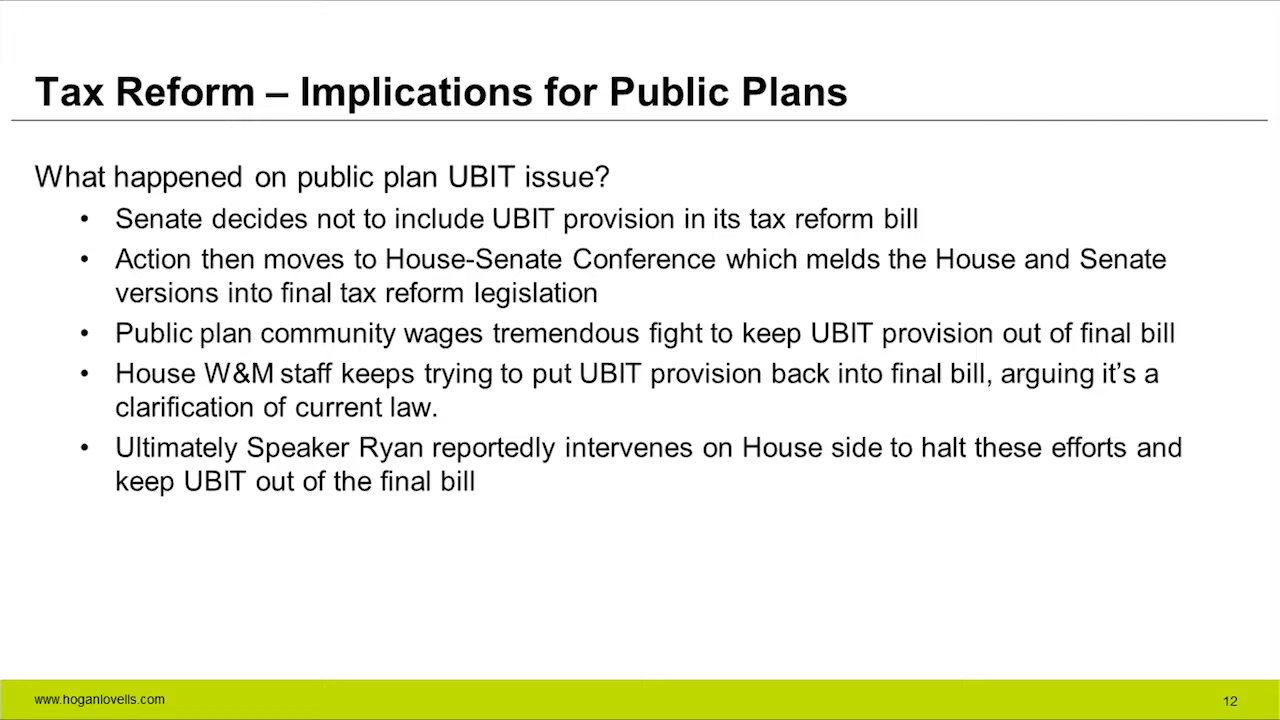 Tax Reform – Implications for Public Plans
What happened on public plan UBIT issue?
• Senate decides not to include UBIT provision in its tax reform bill
• Action then moves to House-Senate Conference which melds the House and Senate
versions into final tax reform legislation
• Public plan community wages tremendous fight to keep UBIT provision out of final bill
• House W&M staff keeps trying to put UBIT provision back into final bill, arguing it’s a
clarification of current law.
• Ultimately Speaker Ryan reportedly intervenes on House side to halt these efforts and
keep UBIT out of the final bill
www.hoganlovells.com
12